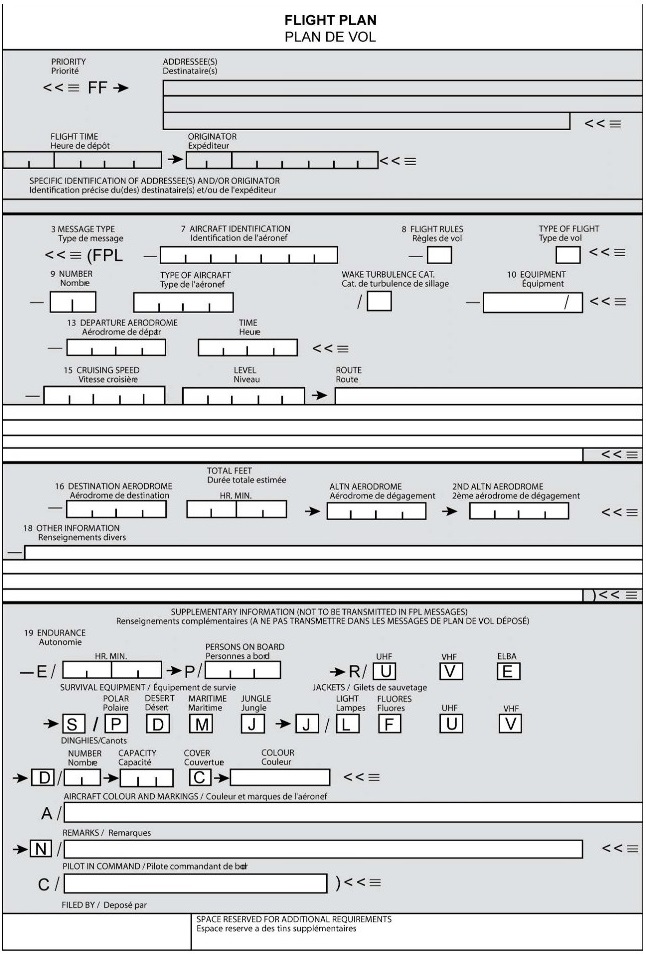 FLIGHT PLAN
PLAN DE VOL
PRIORITY
Priorité
ADDRESSEE(S)
Destinataire(s)
<<≡ FF →
<<≡
FLIGHT TIME
Heure de dépôt
ORIGINATOR
Expéditeur
→ <<≡
SPECIFIC IDENTIFICATION OF ADDRESSEE(S) AND/OR ORIGINATOR
Identification précise du(des) destinataire(s) et/ou de l'expéditeur
3 MESSAGE TYPE
Type de message
7 AIRCRAFT IDENTIFICATION
Identification de l'aéronef
8 FLIGHT RULES
Règles de vol
TYPE OF FLIGHT
Type de vol
<<≡ (FPL — — <<≡
9 NUMBER
Nombre
TYPE OF AIRCRAFT
Type de l'aéronef
WAKE TURBULENCE CAT.
Cat. de turbulence de sillage
10 EQUIPMENT
Équipment
— / — / <<≡
13 DEPARTURE AERODROME
Aérodrome de départ
TIME
Heure
— <<≡
15 CRUISING SPEED
Vitesse croisière
LEVEL
Niveau
ROUTE
Route
— →
<<≡
16 DESTINATION AERODROME
Aérodrome de destination
TOTAL FEET
Durée totale estimée
HR. MIN.
ALTN AERODROME
Aérodrome de dégagement
2ND ALTN AERODROME
2ème aérodrome de dégagement
— → → <<≡
18 OTHER INFORMATION
Renseignements divers
—
)<<≡
SUPPLEMENTARY INFORMATION (NOT TO BE TRANSMITTED IN FPL MESSAGES)
Renseignements complémentaires (A NE PAS TRANSMETTRE DANS LES MESSAGES DE PLAN DE VOL DÉPOSÉ)
19 ENDURANCE
Autonomie
HR. MIN.
PERSONS ON BOARD
Personnes a bord
UHF VHF ELBA
—E/ →P/ →R/ U V E
SURVIVAL EQUIPMENT / Équipement de survie
JACKETS / Gilets de sauvetage
POLAR
Polaire
DESERT
Désert
MARITIME
Maritime
JUNGLE
Jungle
LIGHT
Lampes
FLUORES
Fluores
UHF
VHF
→ S / P D M J → J / L F U V
DINGHIES/Canots
NUMBER
Nombre
CAPACITY
Capacité
COVER
Couvertue
COLOUR
Couleur
→ D / → C → <<≡
AIRCRAFT COLOUR AND MARKINGS / Couleur et marques de l'aéronef
A /
REMARKS / Remarques
→ N / <<≡
PILOT IN COMMAND / Pilote commandant de bord
C / )<<≡
FILED BY / Deposé par
SPACE RESERVED FOR ADDITIONAL REQUIREMENTS
Espace reserve a des tins supplémentaires